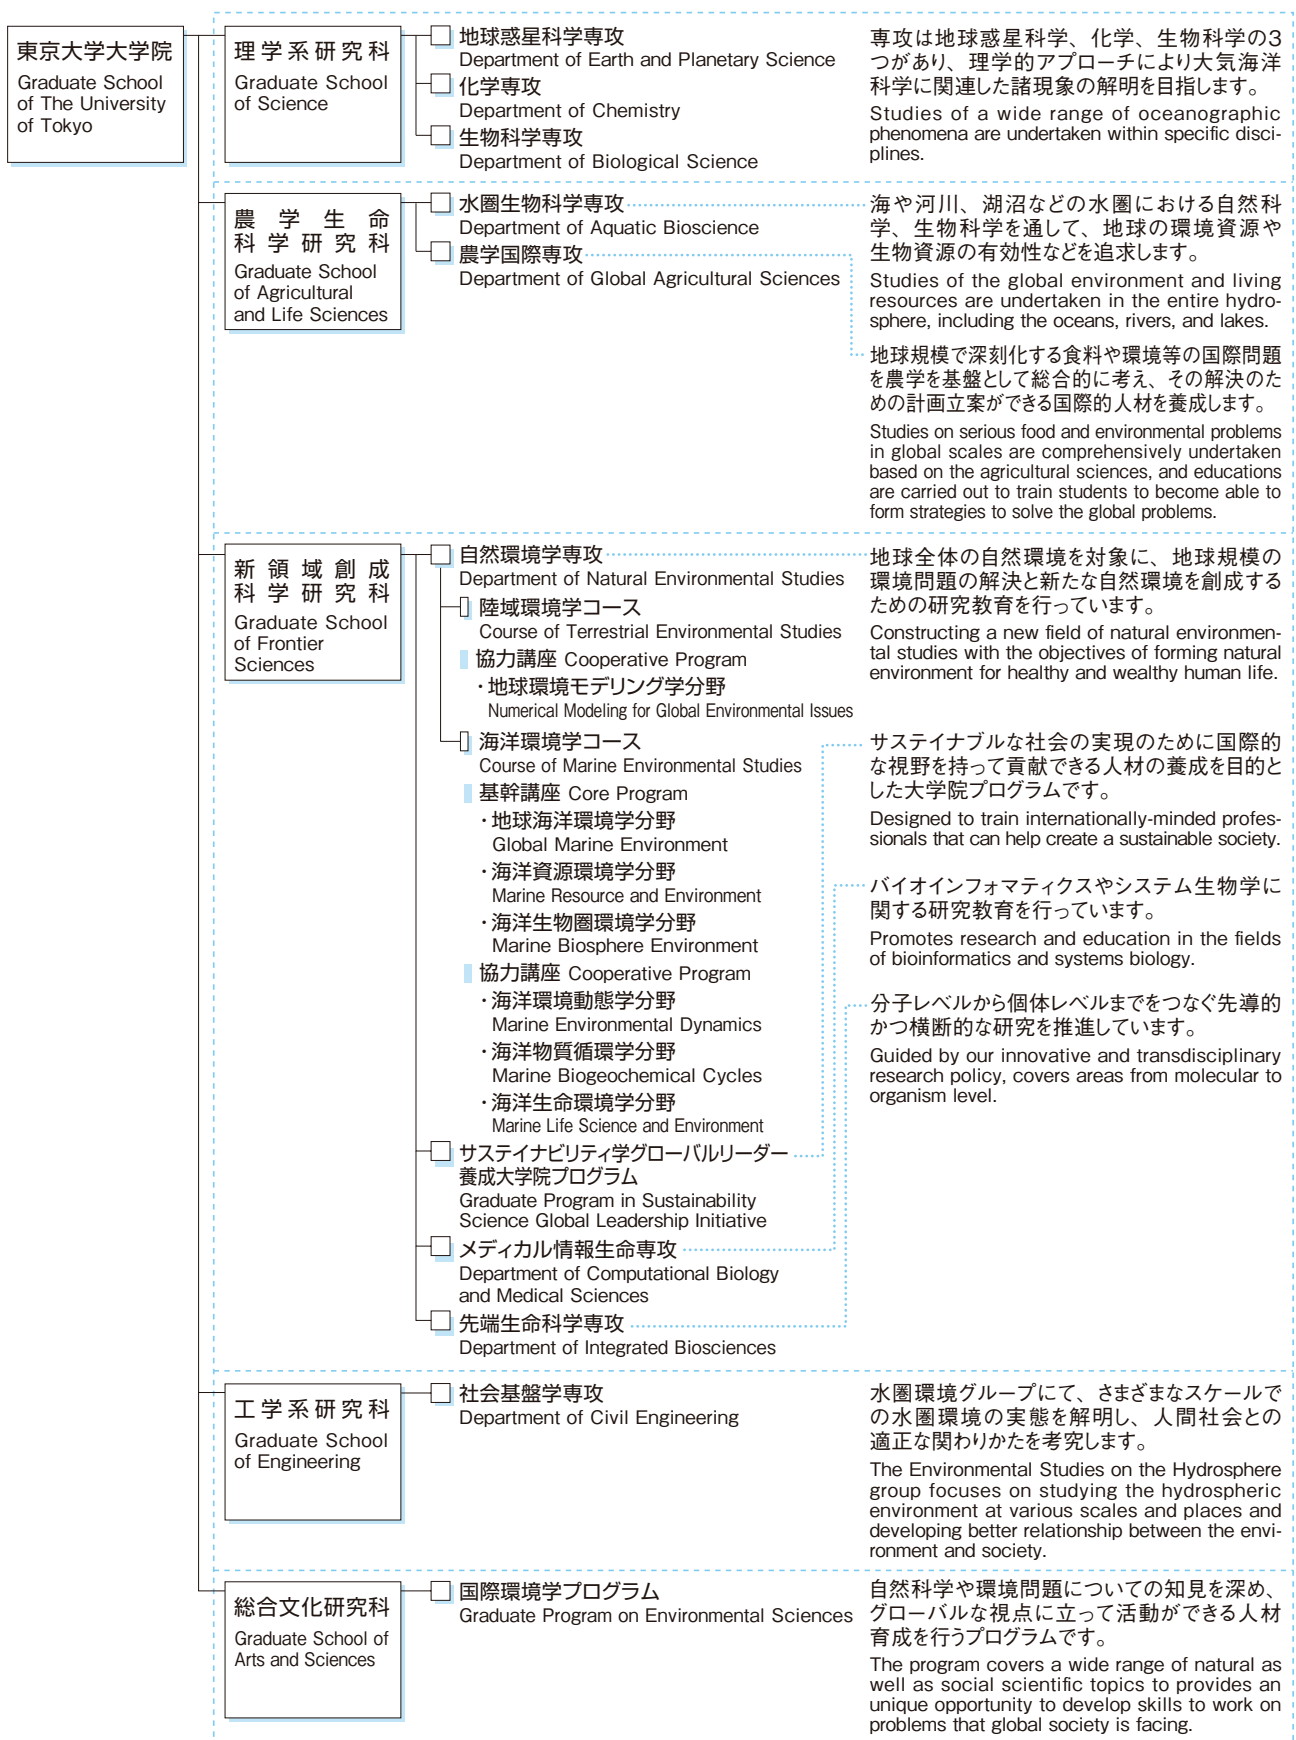 東京大学大学院
Graduate School
of The University
of Tokyo
理学系研究科
Graduate School
of Science
地球惑星科学専攻
Department of Earth and Planetary Science
化学専攻
Department of Chemistry
生物科学専攻
Department of Biological Science
専攻は地球惑星科学、化学、生物科学の3
つがあり、理学的アプローチにより大気海洋
科学に関連した諸現象の解明を目指します。
Studies of a wide range of oceanographic
phenomena are undertaken within specific disci-
plines.
農学生命
科学研究科
Graduate School
of Agricultural
and Life Sciences
水圏生物科学専攻
Department of Aquatic Bioscience
農学国際専攻
Department of Global Agricultural Sciences
海や河川、湖沼などの水圏における自然科
学、生物科学を通して、地球の環境資源や
生物資源の有効性などを追求します。
Studies of the global environment and living
resources are undertaken in the entire hydro-
sphere, including the oceans, rivers, and lakes.
地球規模で深刻化する食料や環境等の国際問題
を農学を基盤として総合的に考え、その解決のた
めの計画立案ができる国際的人材を養成します。
Studies on serious food and environmental problems
in global scales are comprehensively undertaken
based on the agricultural sciences, and educations
are carried out to train students to become able to
form strategies to solve the global problems.
新領域創成
科学研究科
Graduate School
of Frontier
Sciences
自然環境学専攻
Department of Natural Environmental Studies
陸域環境学コース
Course of Terrestrial Environmental Studies
協力講座 Cooperative Program
・地球環境モデリング学分野
Numerical Modeling for Global Environmental Issues
海洋環境学コース
Course of Marine Environmental Studies
基幹講座 Core Program
・地球海洋環境学分野
Global Marine Environment
・海洋資源環境学分野
Marine Resource and Environment
・海洋生物圏環境学分野
Marine Biosphere Environment
協力講座 Cooperative Program
・海洋環境動態学分野
Marine Environmental Dynamics
・海洋物質循環学分野
Marine Biogeochemical Cycles
・海洋生命環境学分野
Marine Life Science and Environment
サステイナビリティ学グローバルリーダー
養成大学院プログラム
Graduate Program in Sustainability
Science Global Leadership Initiative
メディカル情報生命専攻
Department of Computational Biology
and Medical Sciences
先端生命科学専攻
Department of Integrated Biosciences
地球全体の自然環境を対象に、地球規模の
環境問題の解決と新たな自然環境を創成する
ための研究教育を行っています。
Constructing a new field of natural environmen-
tal studies with the objectives of forming natural
environment for healthy and wealthy human life.
サステイナブルな社会の実現のために国際的
な視野を持って貢献できる人材の養成を目的と
した大学院プログラムです。
Designed to train internationally-minded profes-
sionals that can help create a sustainable society.
バイオインフォマティクスやシステム生物学に
関する研究教育を行っています。
Promotes research and education in the fields
of bioinformatics and systems biology.
分子レベルから個体レベルまでをつなぐ先導的
かつ横断的な研究を推進しています。
Guided by our innovative and transdisciplinary
research policy, covers areas from molecular to
organism level.
工学系研究科
Graduate School
of Engineering
社会基盤学専攻
Department of Civil Engineering
水圏環境グループにて、さまざまなスケールで
の水圏環境の実態を解明し、人間社会との
適正な関わりかたを考究します。
The Environmental Studies on the Hydrosphere
group focuses on studying the hydrospheric
environment at various scales and places and
developing better relationship between the envi-
ronment and society.
総合文化研究科
Graduate School of
Arts and Sciences
国際環境学プログラム
Graduate Program on Environmental Sciences
自然科学や環境問題についての知見を深め、
グローバルな視点に立って活動ができる人材
育成を行うプログラムです。
The program covers a wide range of natural as
well as social scientific topics to provides an
unique opportunity to develop skills to work on
problems that global society is facing.